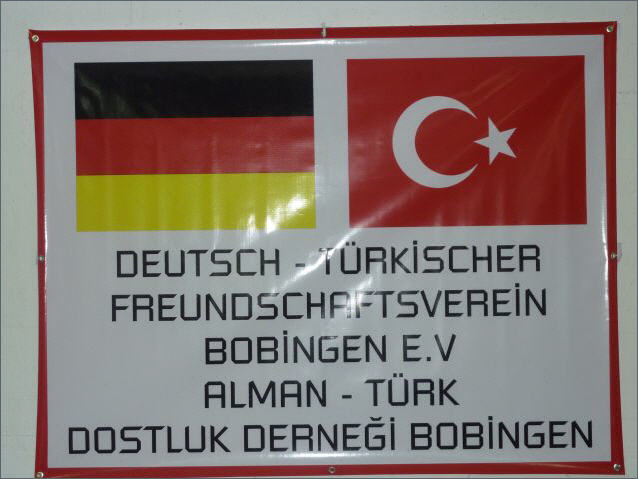 DEUTSCH - TÜRKİSCHER
FREUNDSCHAFTSVEREİN
BOBİNGEN E.V
ALMAN - TÜRK
DOSTLUK DERNEĞİ BOBİNGEN